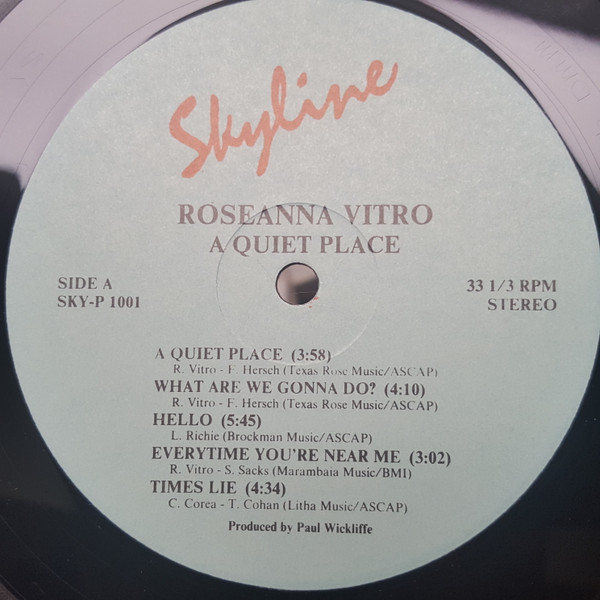 Skyline
ROSEANNA VITRO
A QUIET PLACE
SIDE A
SKY-P 1001
33 1/3 RPM
STEREO
A QUIET PLACE (3:58)
R. Vitro - F. Hersch (Texas Rose Music/ASCAP)
WHAT ARE WE GONNA DO? (4:10)
R. Vitro - F. Hersch (Texas Rose Music/ASCAP)
HELLO (5:45)
L. Richie (Brockman Music/ASCAP)
EVERYTIME YOU'RE NEAR ME (3:02)
R. Vitro - S. Sacks (Marambaia Music/BMI)
TIMES LIE (4:34)
C. Corea - T. Cohan (Litha Music/ASCAP)
Produced by Paul Wickliffe